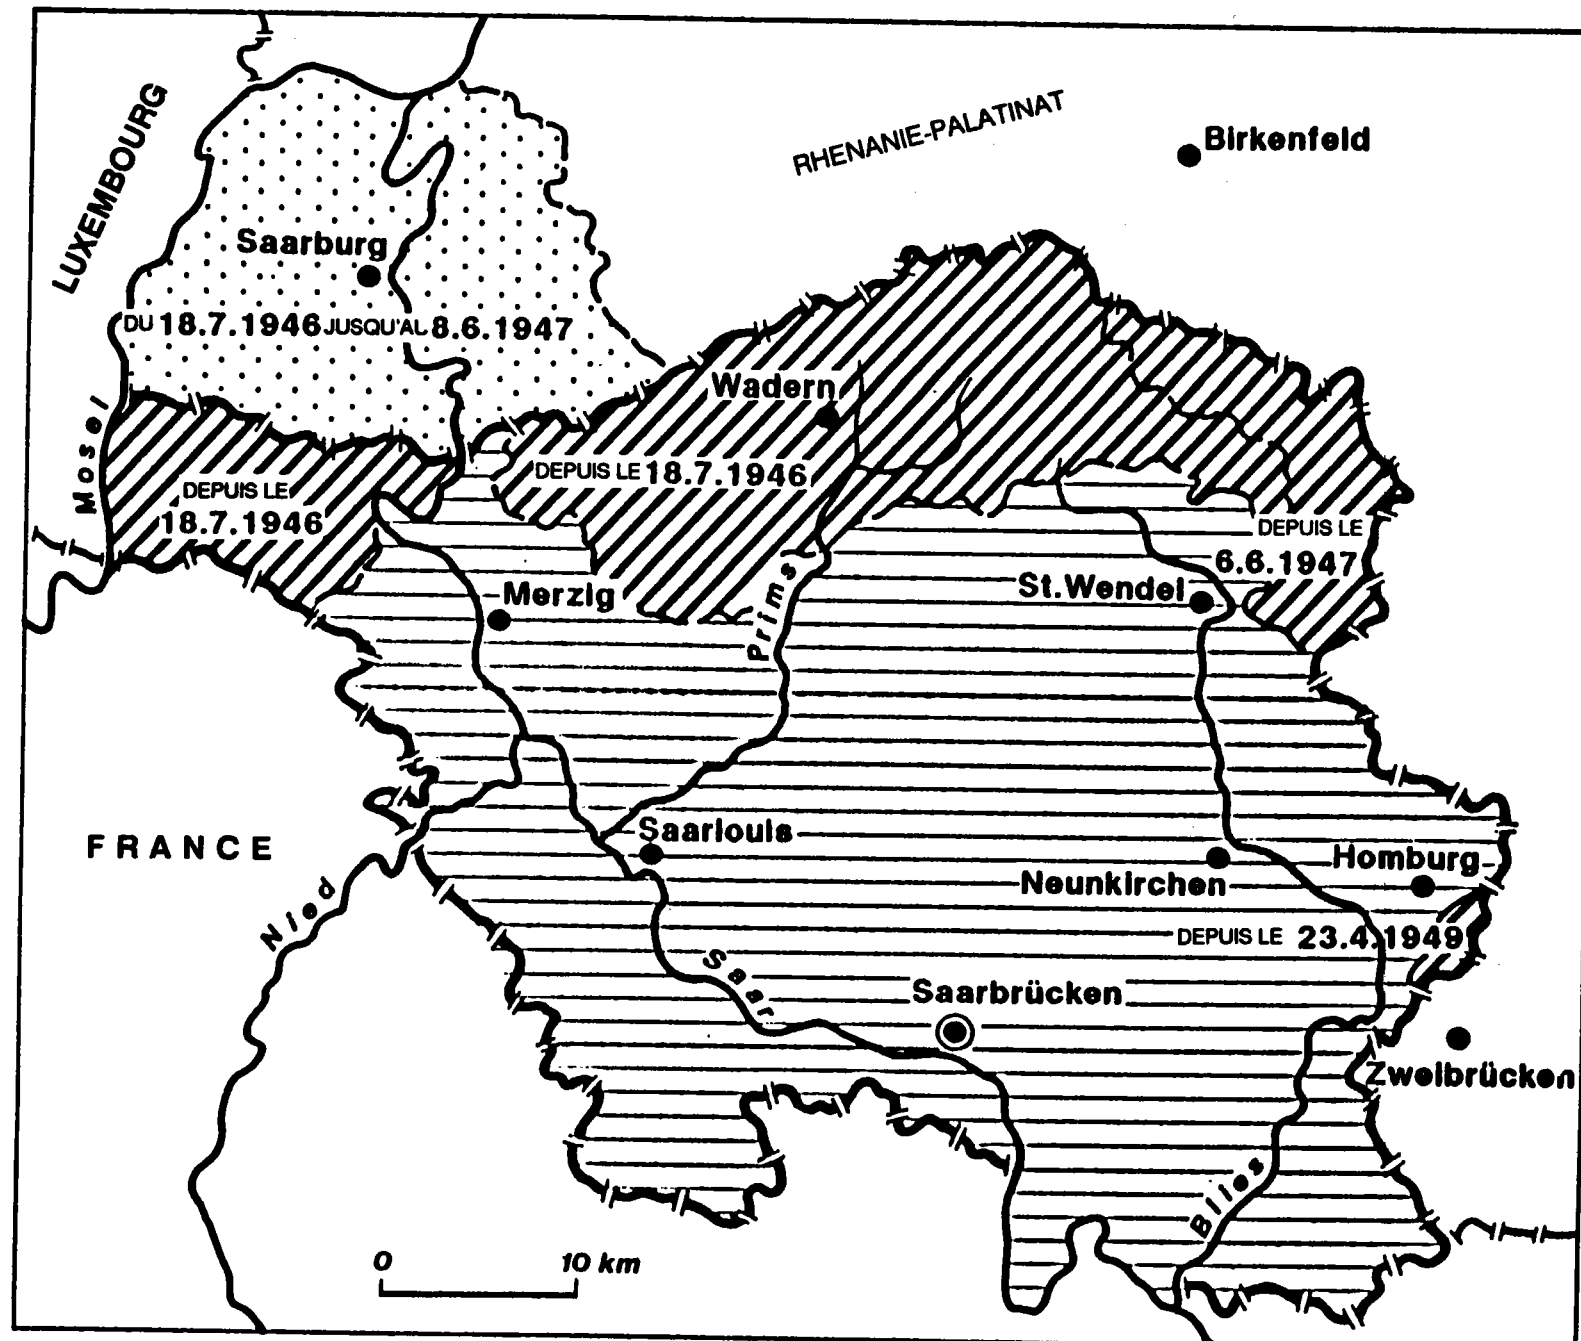 LUXEMBOURG
RHENANIE-PALATINAT
Birkenfeld
Saarburg
DU 18.7.1946 JUSQU'AL 8.6.1947
Wadern
Mosel
DEPUIS LE 18.7.1946
DEPUIS LE
18.7.1946
DEPUIS LE
6.6.1947
Merzig
St.Wendel
Prims
FRANCE
Saarlouis
Homburg
Neunkirchen
Nied
DEPUIS LE 23.4.1949
Saar
Saarbrücken
Zweibrücken
Blies
0 10 km